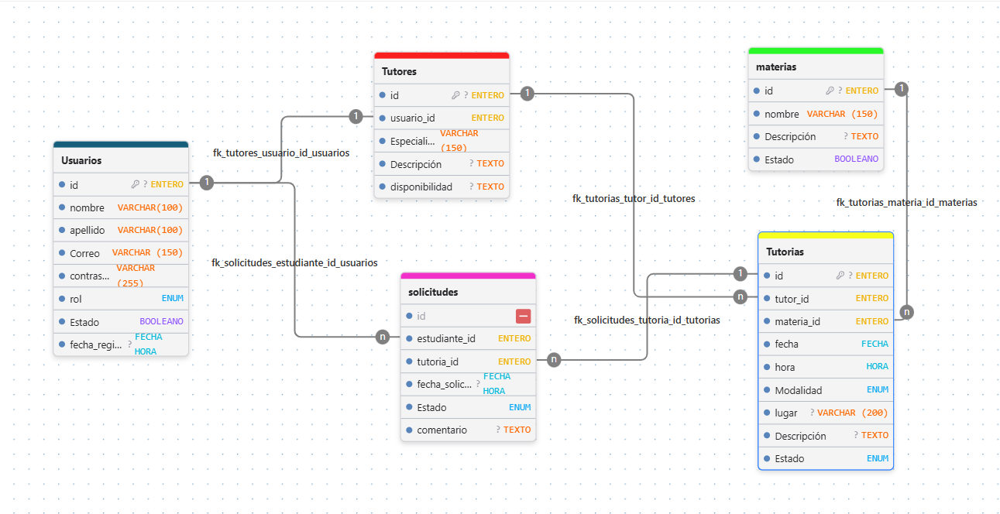 Usuarios
id ? ENTERO
nombre VARCHAR(100)
apellido VARCHAR(100)
Correo VARCHAR (150)
contras... VARCHAR (255)
rol ENUM
Estado BOOLEANO
fecha_regi... ? FECHA HORA
1
fk_tutores_usuario_id_usuarios
1
fk_solicitudes_estudiante_id_usuarios
n
Tutores
id ? ENTERO
usuario_id ENTERO
Especiali... VARCHAR (150)
Descripción ? TEXTO
disponibilidad ? TEXTO
1
fk_tutorias_tutor_id_tutores
n
solicitudes
id
estudiante_id ENTERO
tutoria_id ENTERO
fecha_solic... ? FECHA HORA
Estado ENUM
comentario ? TEXTO
n
fk_solicitudes_tutoria_id_tutorias
1
materias
id ? ENTERO
nombre VARCHAR (150)
Descripción ? TEXTO
Estado BOOLEANO
1
fk_tutorias_materia_id_materias
n
Tutorias
id ? ENTERO
tutor_id ENTERO
materia_id ENTERO
fecha FECHA
hora HORA
Modalidad ENUM
lugar ? VARCHAR (200)
Descripción ? TEXTO
Estado ENUM